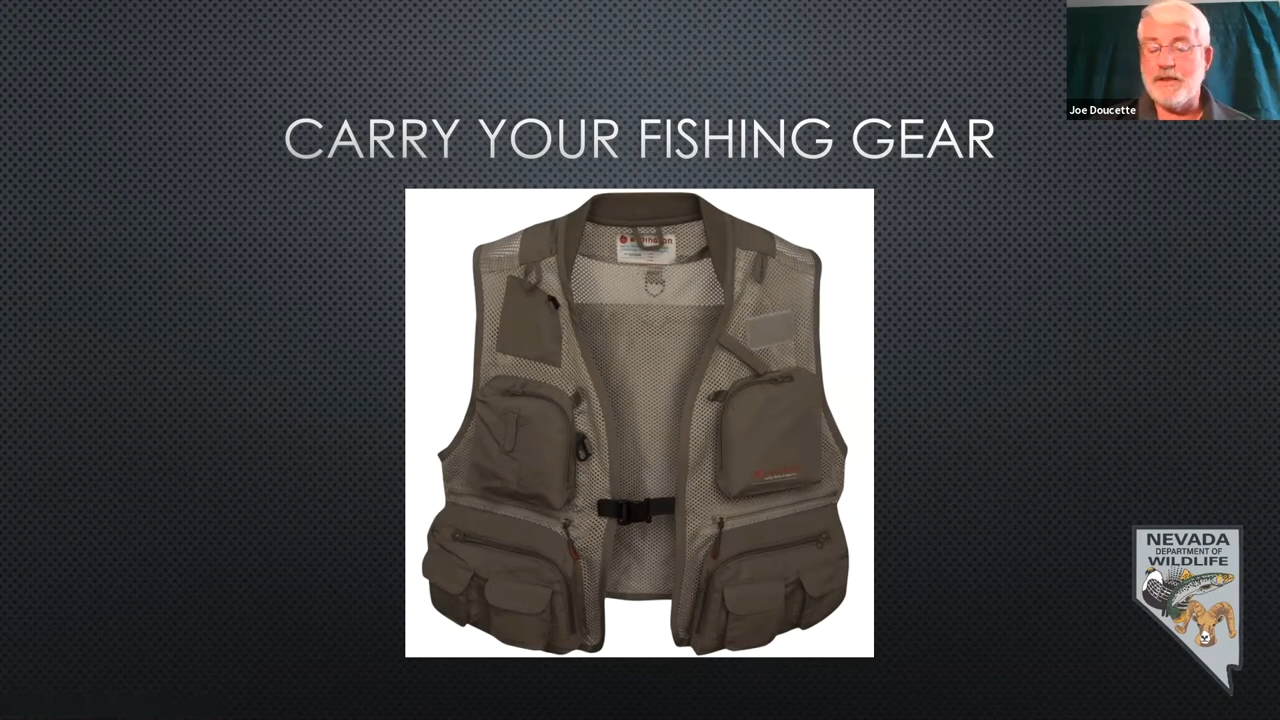 Joe Doucette
CARRY YOUR FISHING GEAR
NEVADA
DEPARTMENT OF
WILDLIFE